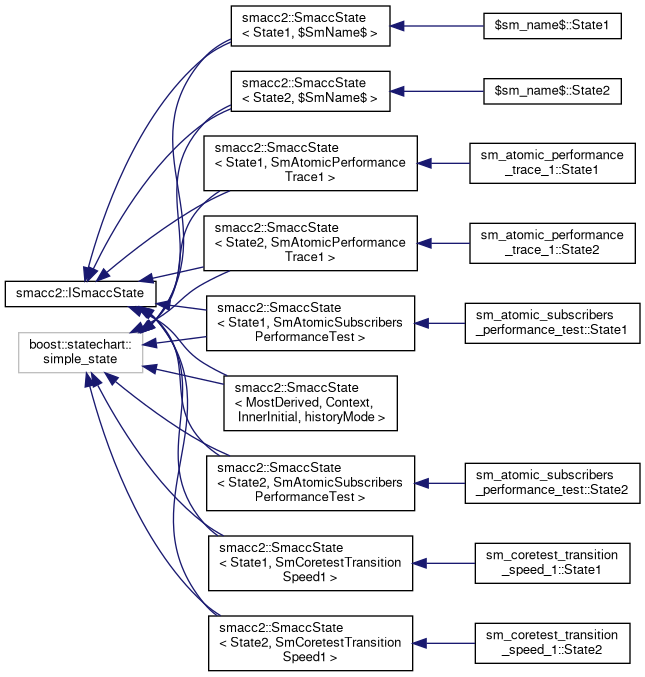 smacc2::SmaccState
< State1, $SmName$ >
$sm_name$::State1
smacc2::SmaccState
< State2, $SmName$ >
$sm_name$::State2
smacc2::SmaccState
< State1, SmAtomicPerformance
Trace1 >
sm_atomic_performance
_trace_1::State1
smacc2::SmaccState
< State2, SmAtomicPerformance
Trace1 >
sm_atomic_performance
_trace_1::State2
smacc2::ISmaccState
boost::statechart::
simple_state
smacc2::SmaccState
< State1, SmAtomicSubscribers
PerformanceTest >
sm_atomic_subscribers
_performance_test::State1
smacc2::SmaccState
< MostDerived, Context,
InnerInitial, historyMode >
smacc2::SmaccState
< State2, SmAtomicSubscribers
PerformanceTest >
sm_atomic_subscribers
_performance_test::State2
smacc2::SmaccState
< State1, SmCoretestTransition
Speed1 >
sm_coretest_transition
_speed_1::State1
smacc2::SmaccState
< State2, SmCoretestTransition
Speed1 >
sm_coretest_transition
_speed_1::State2